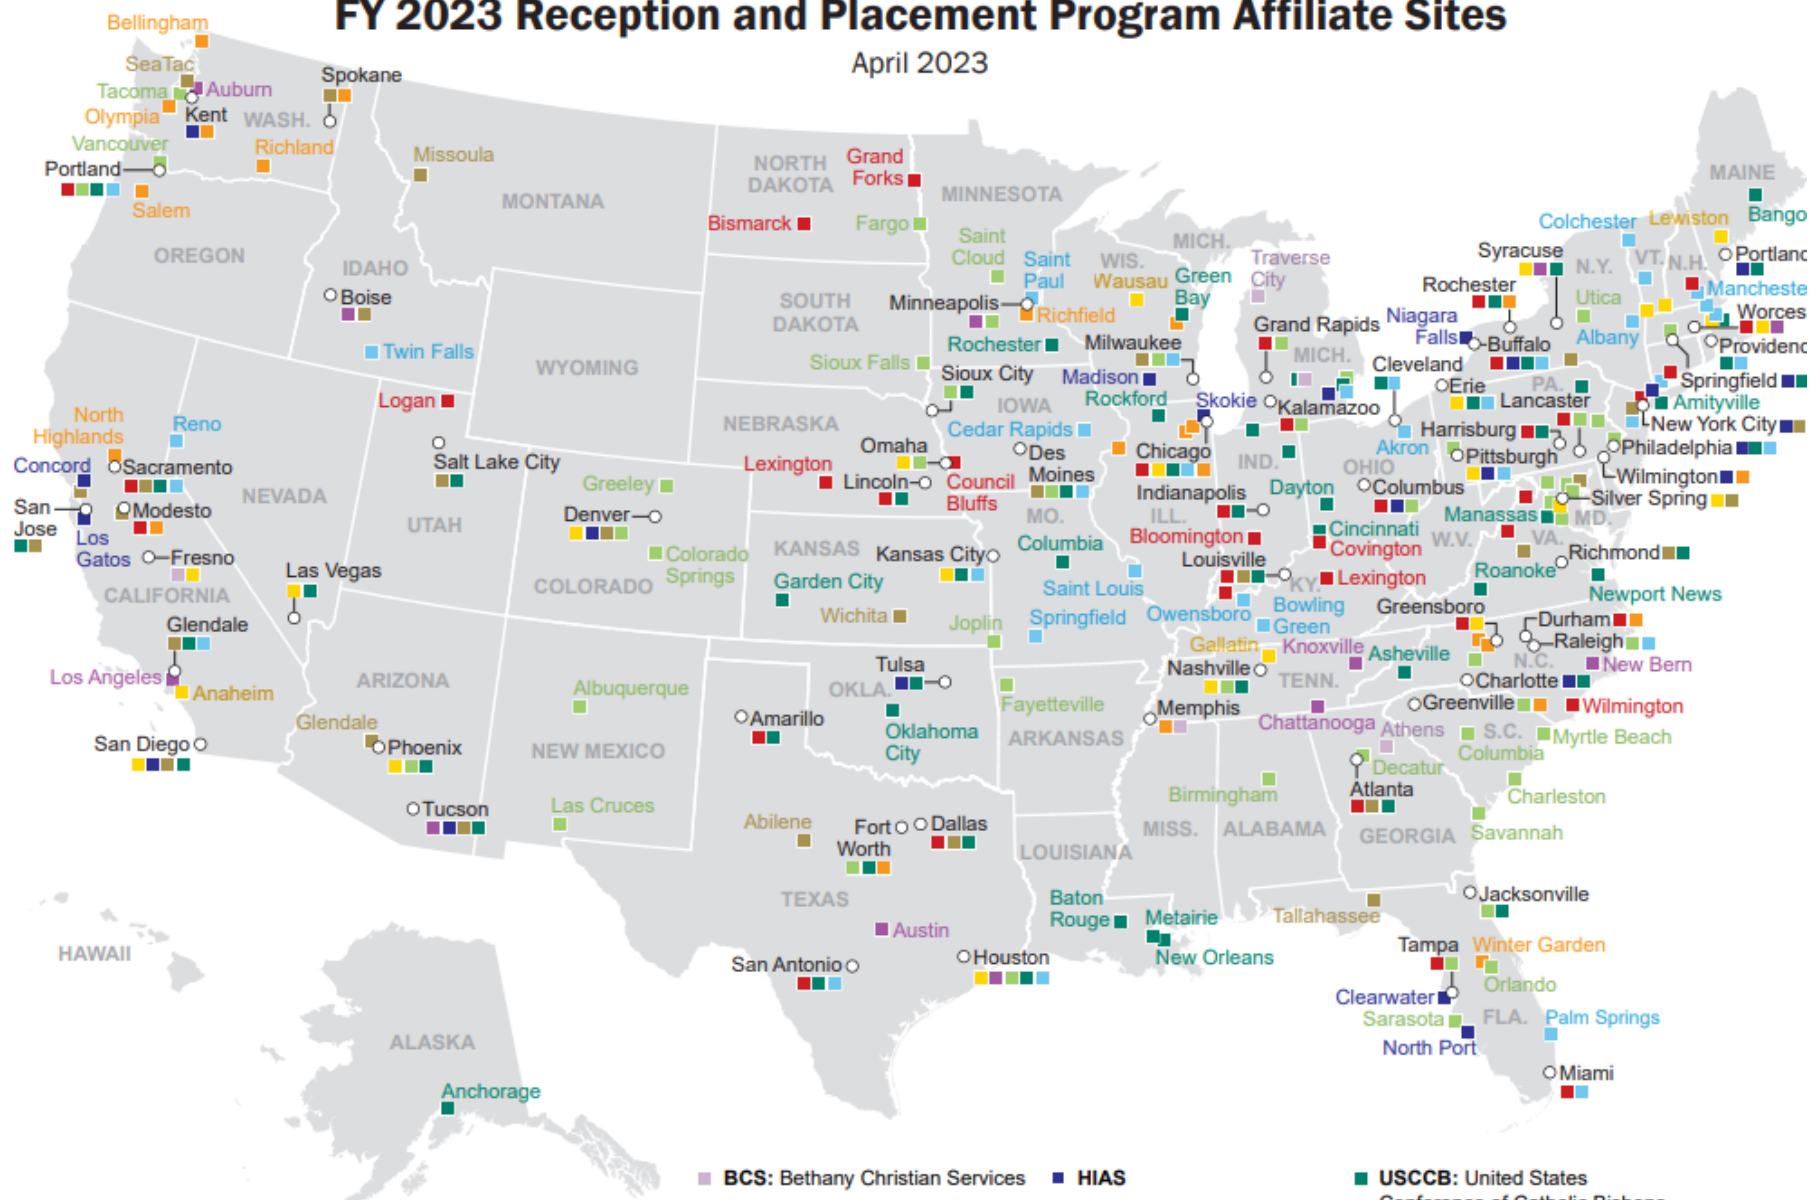 FY 2023 Reception and Placement Program Affiliate Sites
April 2023
Bellingham
SeaTac
Tacoma
Auburn
Olympia
Kent
WASH.
Spokane
Vancouver
Richland
Portland
Salem
OREGON
Missoula
MONTANA
IDAHO
Boise
Twin Falls
WYOMING
NORTH
DAKOTA
Grand
Forks
Bismarck
Fargo
MINNESOTA
Saint
Cloud
Saint
Paul
Minneapolis
Richfield
Rochester
SOUTH
DAKOTA
Sioux Falls
Sioux City
NEBRASKA
IOWA
Cedar Rapids
Omaha
Des
Moines
Lexington
Lincoln
Council
Bluffs
WIS.
Wausau
Green
Bay
Milwaukee
Madison
Rockford
Skokie
Chicago
MICH.
Traverse
City
Grand Rapids
MICH.
Kalamazoo
Logan
Salt Lake City
North
Highlands
Reno
Concord
Sacramento
San
Jose
Modesto
Los
Gatos
Fresno
NEVADA
UTAH
CALIFORNIA
Las Vegas
Glendale
Los Angeles
Anaheim
San Diego
ARIZONA
Glendale
Phoenix
Tucson
Greeley
Denver
Colorado
Springs
COLORADO
KANSAS
Kansas City
Garden City
Wichita
MO.
Columbia
Saint Louis
Springfield
Joplin
ILL.
IND.
Indianapolis
Bloomington
Louisville
OHIO
Cleveland
Akron
Columbus
Dayton
Cincinnati
Covington
KY.
Lexington
Owensboro
Bowling
Green
Albuquerque
NEW MEXICO
Las Cruces
Tulsa
OKLA.
Oklahoma
City
Amarillo
Abilene
Fort
Worth
Dallas
TEXAS
Austin
San Antonio
Houston
Fayetteville
ARKANSAS
LOUISIANA
Baton
Rouge
Metairie
New Orleans
Gallatin
Knoxville
Nashville
TENN.
Memphis
Chattanooga
MISS.
ALABAMA
Birmingham
GEORGIA
Athens
Decatur
Atlanta
Savannah
Asheville
Greensboro
Durham
Raleigh
N.C.
New Bern
Charlotte
Greenville
Wilmington
S.C.
Columbia
Myrtle Beach
Charleston
Tallahassee
Jacksonville
Tampa
Winter Garden
Orlando
Clearwater
Sarasota
FLA.
Palm Springs
North Port
Miami
MAINE
Bango
Colchester
Lewiston
Portland
Syracuse
N.Y.
VT.
N.H.
Rochester
Utica
Mancheste
Niagara
Falls
Albany
Worces
Buffalo
Providenc
Erie
PA.
Springfield
Lancaster
Amityville
New York City
Harrisburg
Philadelphia
Pittsburgh
Wilmington
Silver Spring
Manassas
MD.
W.V.
VA.
Richmond
Roanoke
Newport News
HAWAII
ALASKA
Anchorage
BCS: Bethany Christian Services
HIAS
USCCB: United States
Conference of Catholic Bishops